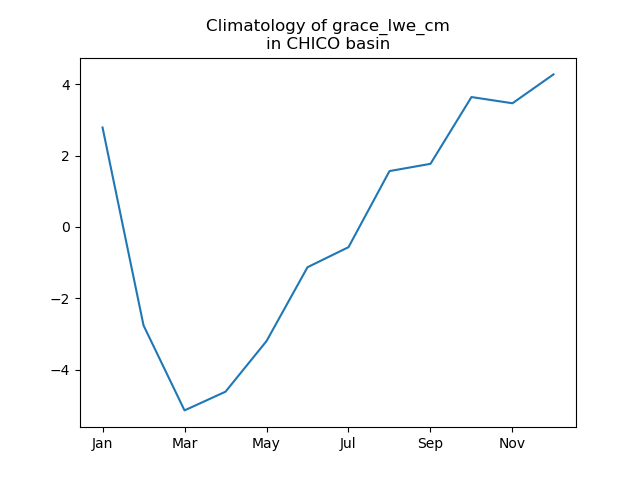 Climatology of grace_lwe_cm
in CHICO basin
4
2
0
−2
−4
Jan
Mar
May
Jul
Sep
Nov